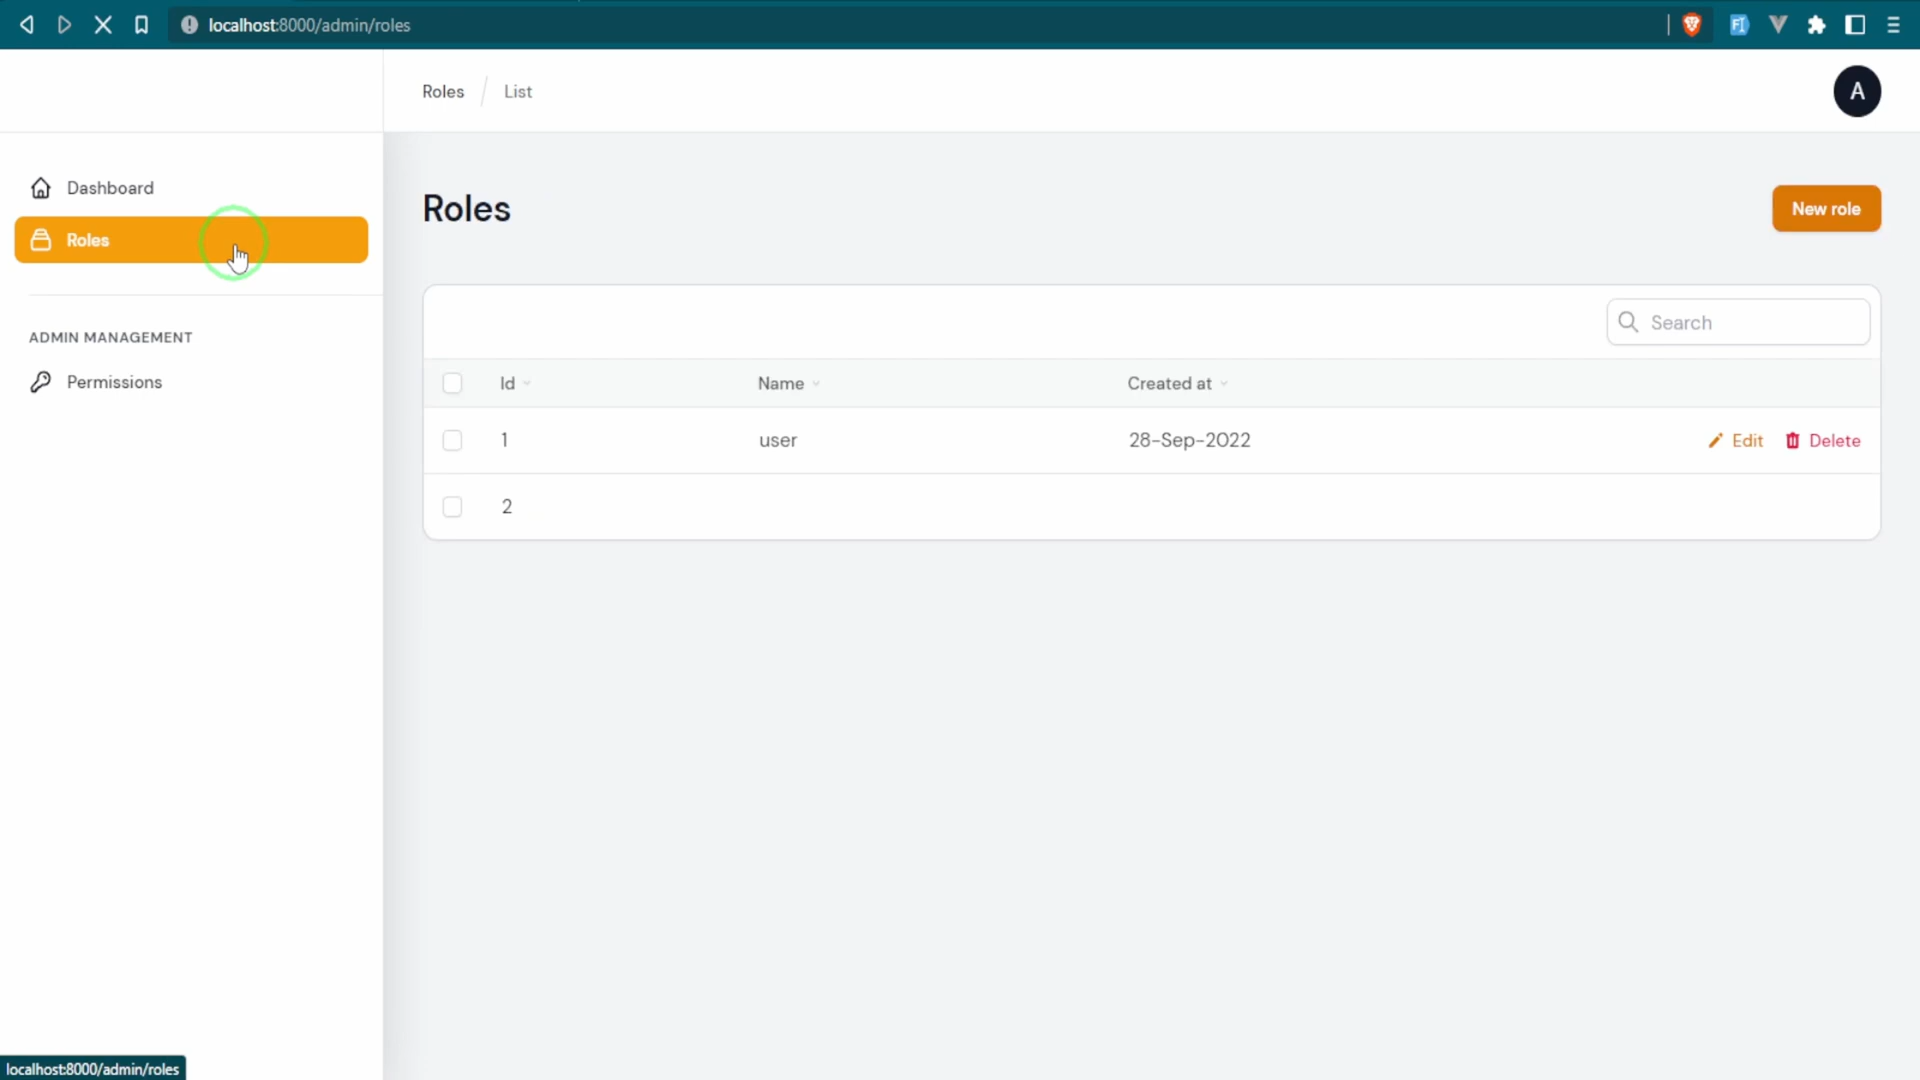 localhost:8000/admin/roles
Roles List
A
Dashboard
Roles
ADMIN MANAGEMENT
Permissions
Roles
New role
Search
Id Name Created at
1 user 28-Sep-2022 Edit Delete
2
localhost:8000/admin/roles